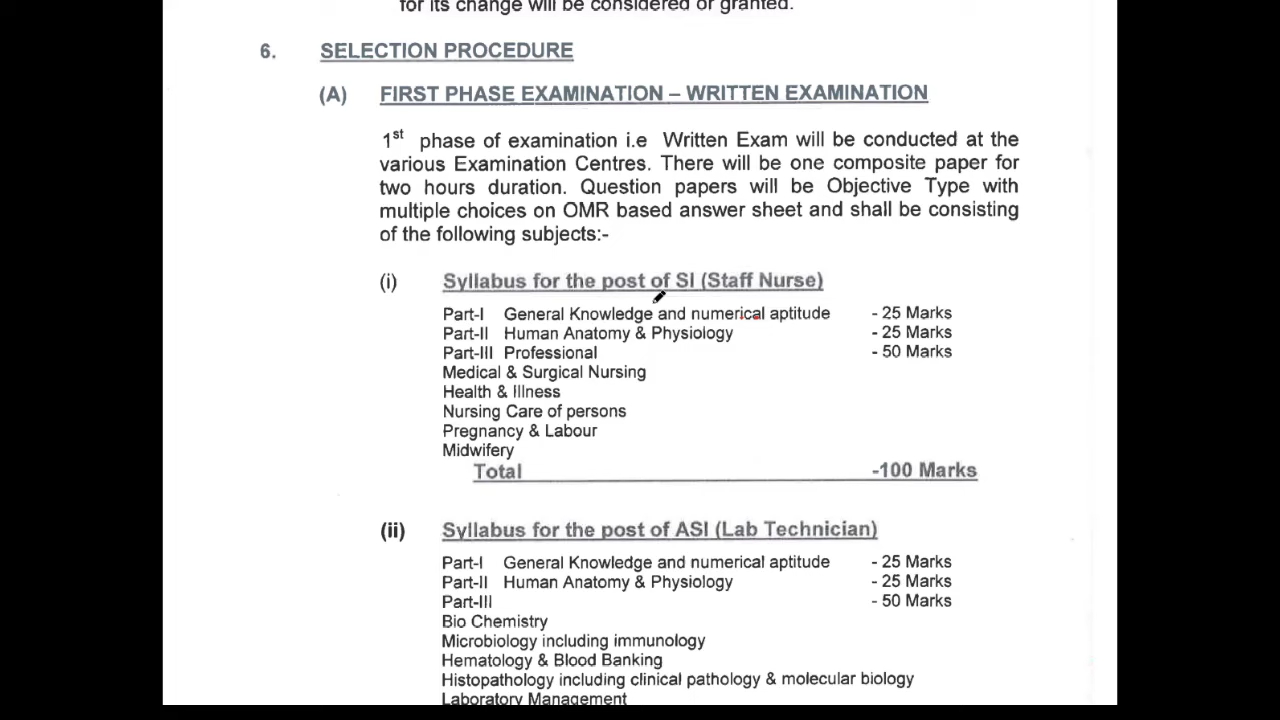 for its change will be considered or granted.
6. SELECTION PROCEDURE
(A) FIRST PHASE EXAMINATION – WRITTEN EXAMINATION
1st phase of examination i.e Written Exam will be conducted at the
various Examination Centres. There will be one composite paper for
two hours duration. Question papers will be Objective Type with
multiple choices on OMR based answer sheet and shall be consisting
of the following subjects:-
(i) Syllabus for the post of SI (Staff Nurse)
Part-I General Knowledge and numerical aptitude - 25 Marks
Part-II Human Anatomy & Physiology - 25 Marks
Part-III Professional - 50 Marks
Medical & Surgical Nursing
Health & Illness
Nursing Care of persons
Pregnancy & Labour
Midwifery
Total -100 Marks
(ii) Syllabus for the post of ASI (Lab Technician)
Part-I General Knowledge and numerical aptitude - 25 Marks
Part-II Human Anatomy & Physiology - 25 Marks
Part-III - 50 Marks
Bio Chemistry
Microbiology including immunology
Hematology & Blood Banking
Histopathology including clinical pathology & molecular biology
Laboratory Management